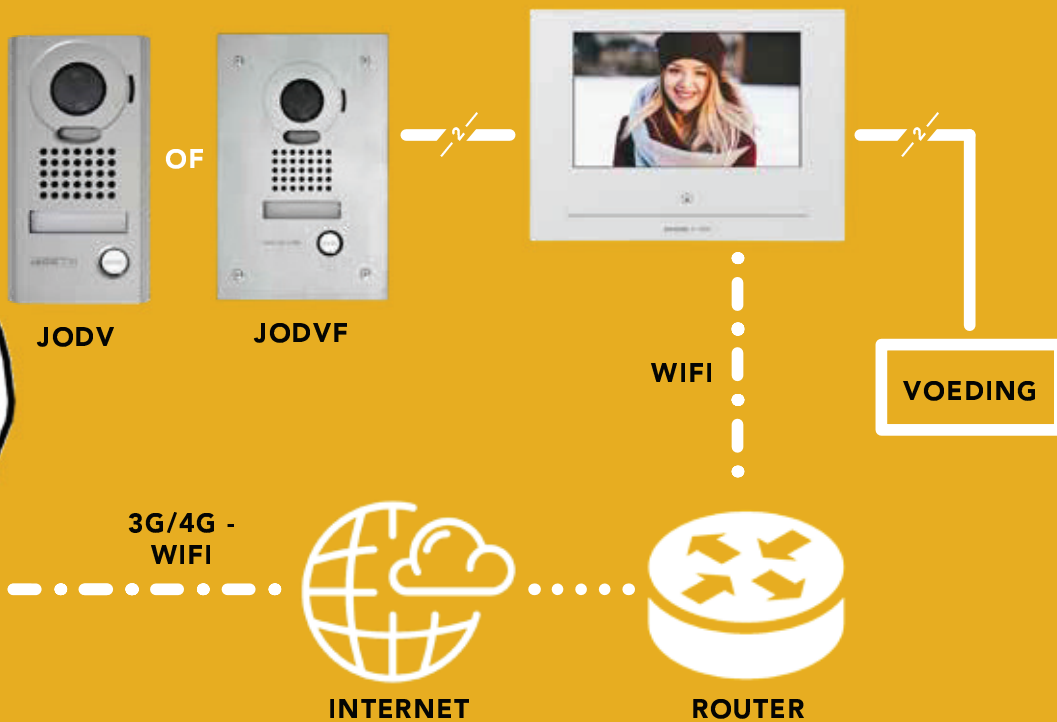 OF
2
2
JODV
JODVF
WIFI
VOEDING
3G/4G -
WIFI
INTERNET
ROUTER